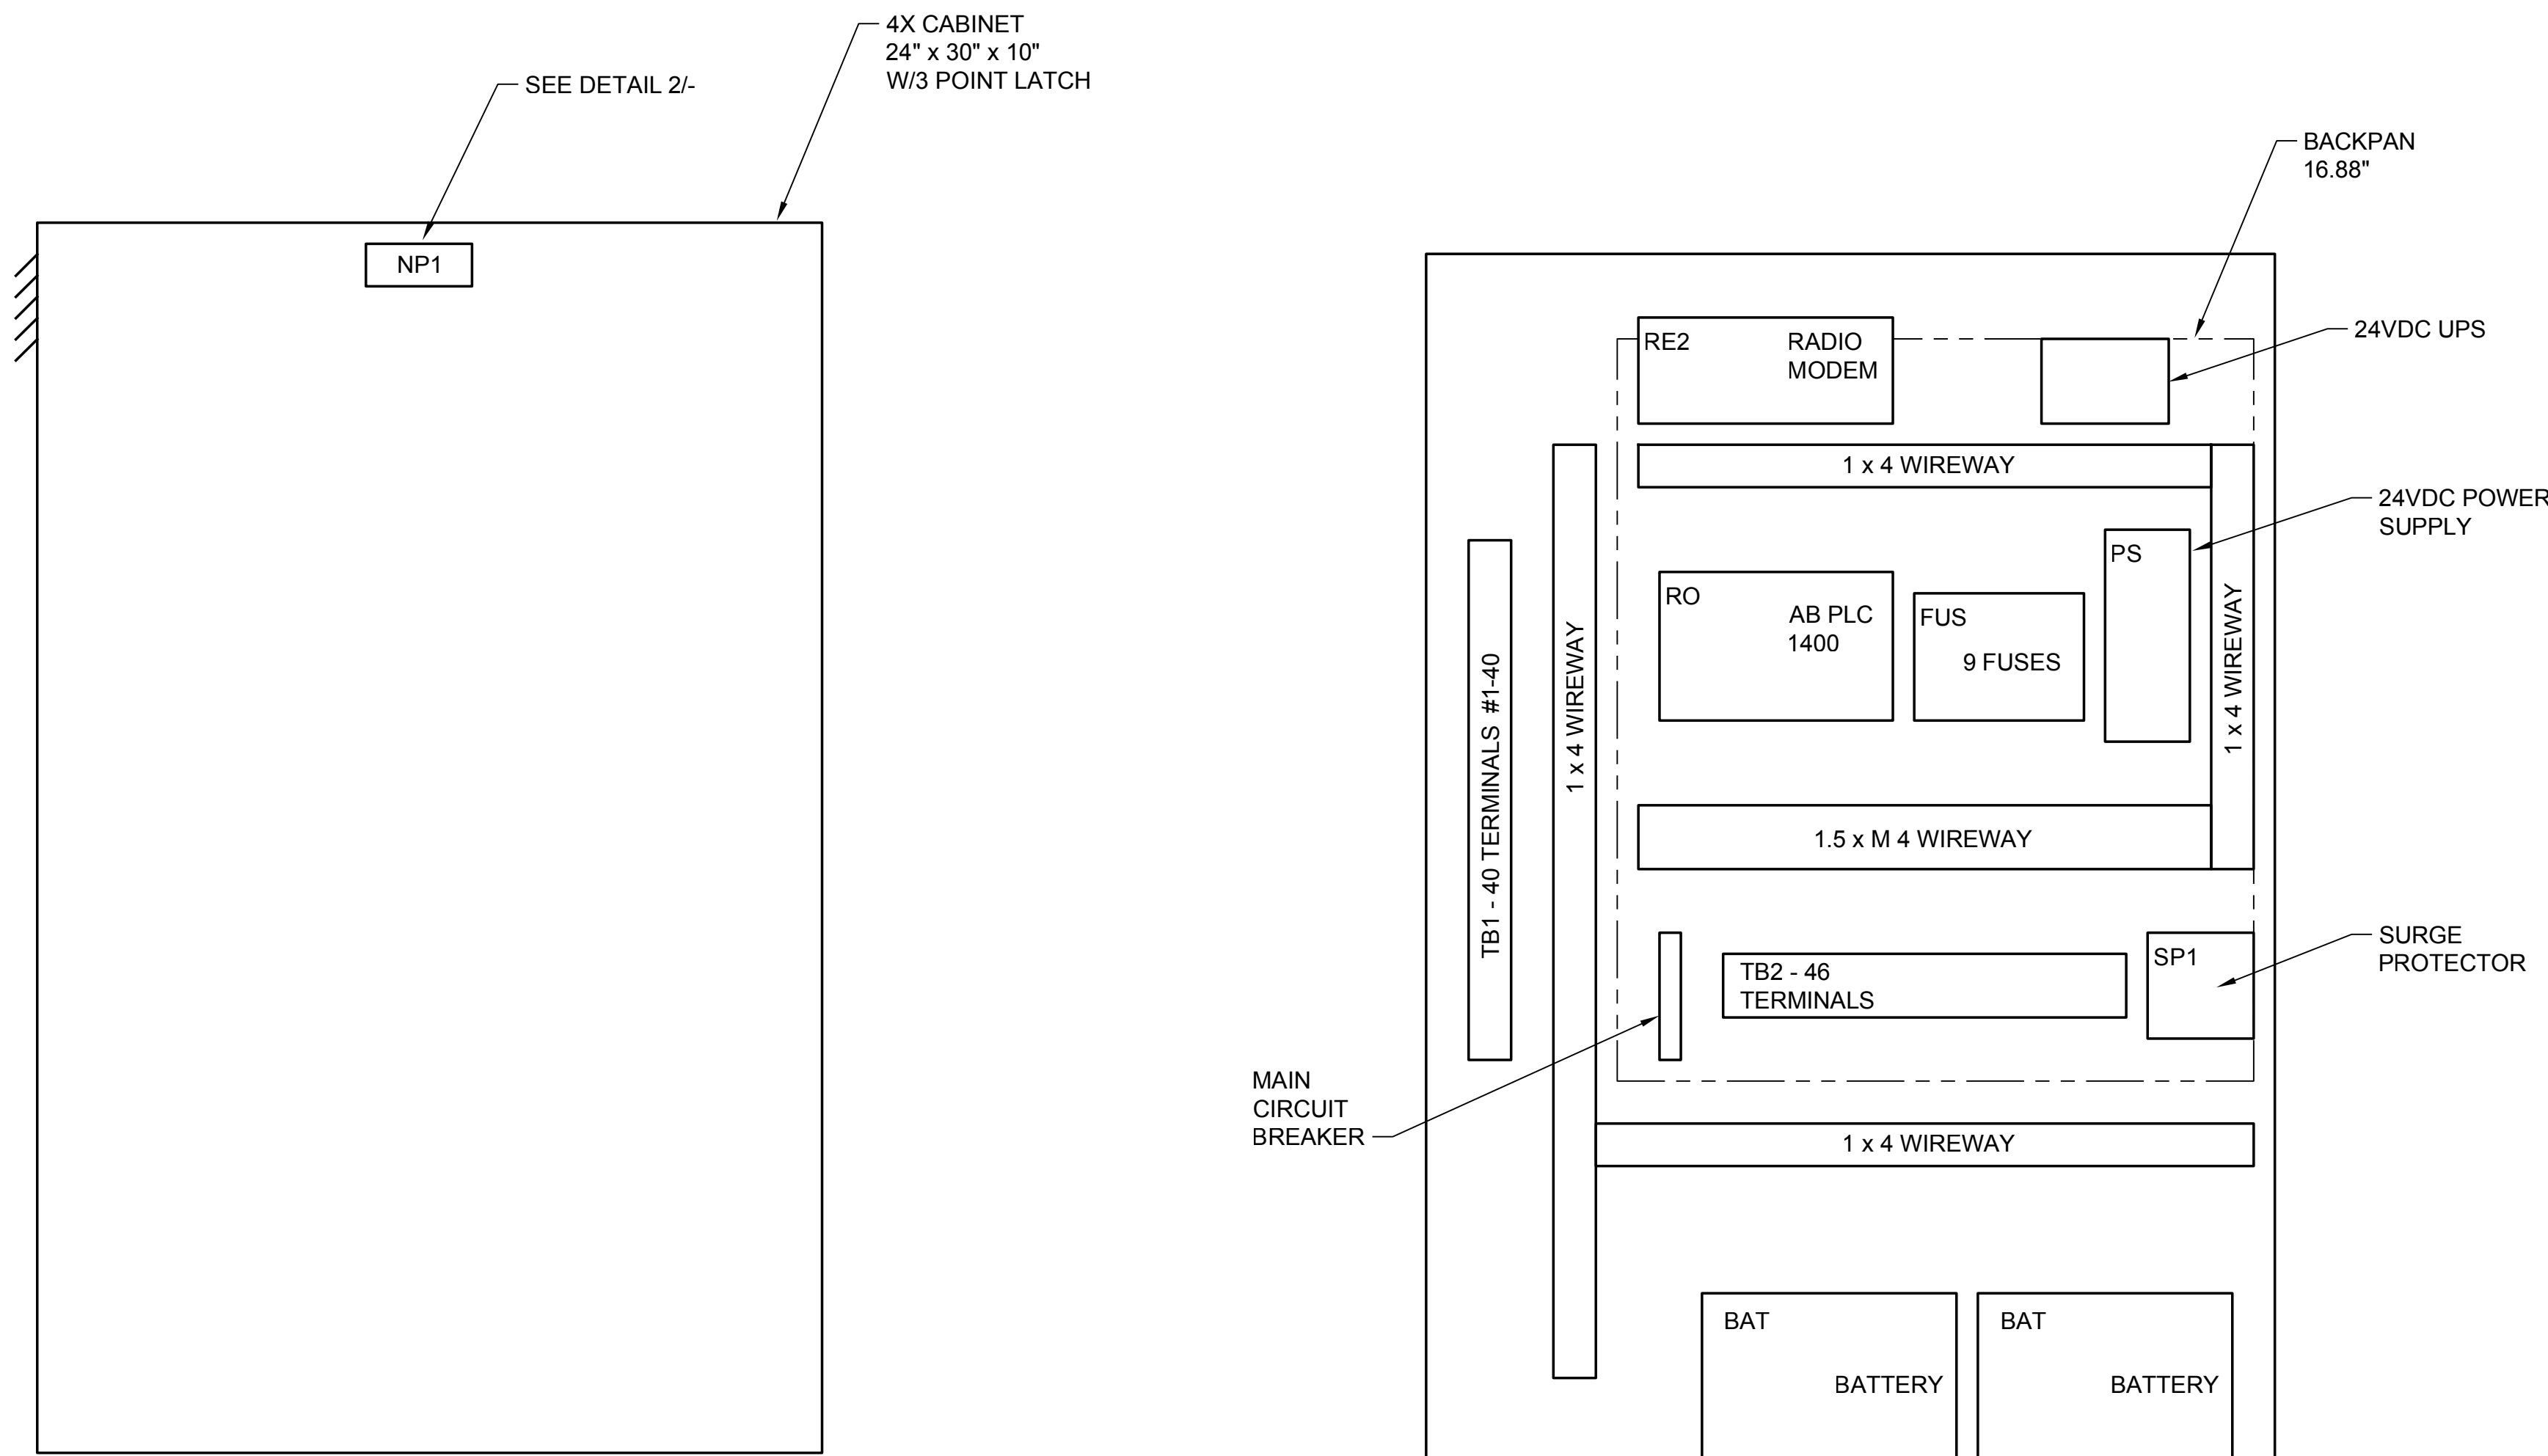 4X CABINET
24" x 30" x 10"
W/3 POINT LATCH
SEE DETAIL 2/-
NP1
BACKPAN
16.88"
RE2
RADIO
MODEM
24VDC UPS
1 x 4 WIREWAY
24VDC POWER
SUPPLY
PS
RO
AB PLC
1400
FUS
9 FUSES
1 x 4 WIREWAY
TB1 - 40 TERMINALS #1-40
1 x 4 WIREWAY
1.5 x M 4 WIREWAY
TB2 - 46
TERMINALS
SP1
SURGE
PROTECTOR
MAIN
CIRCUIT
BREAKER
1 x 4 WIREWAY
BAT
BATTERY
BAT
BATTERY